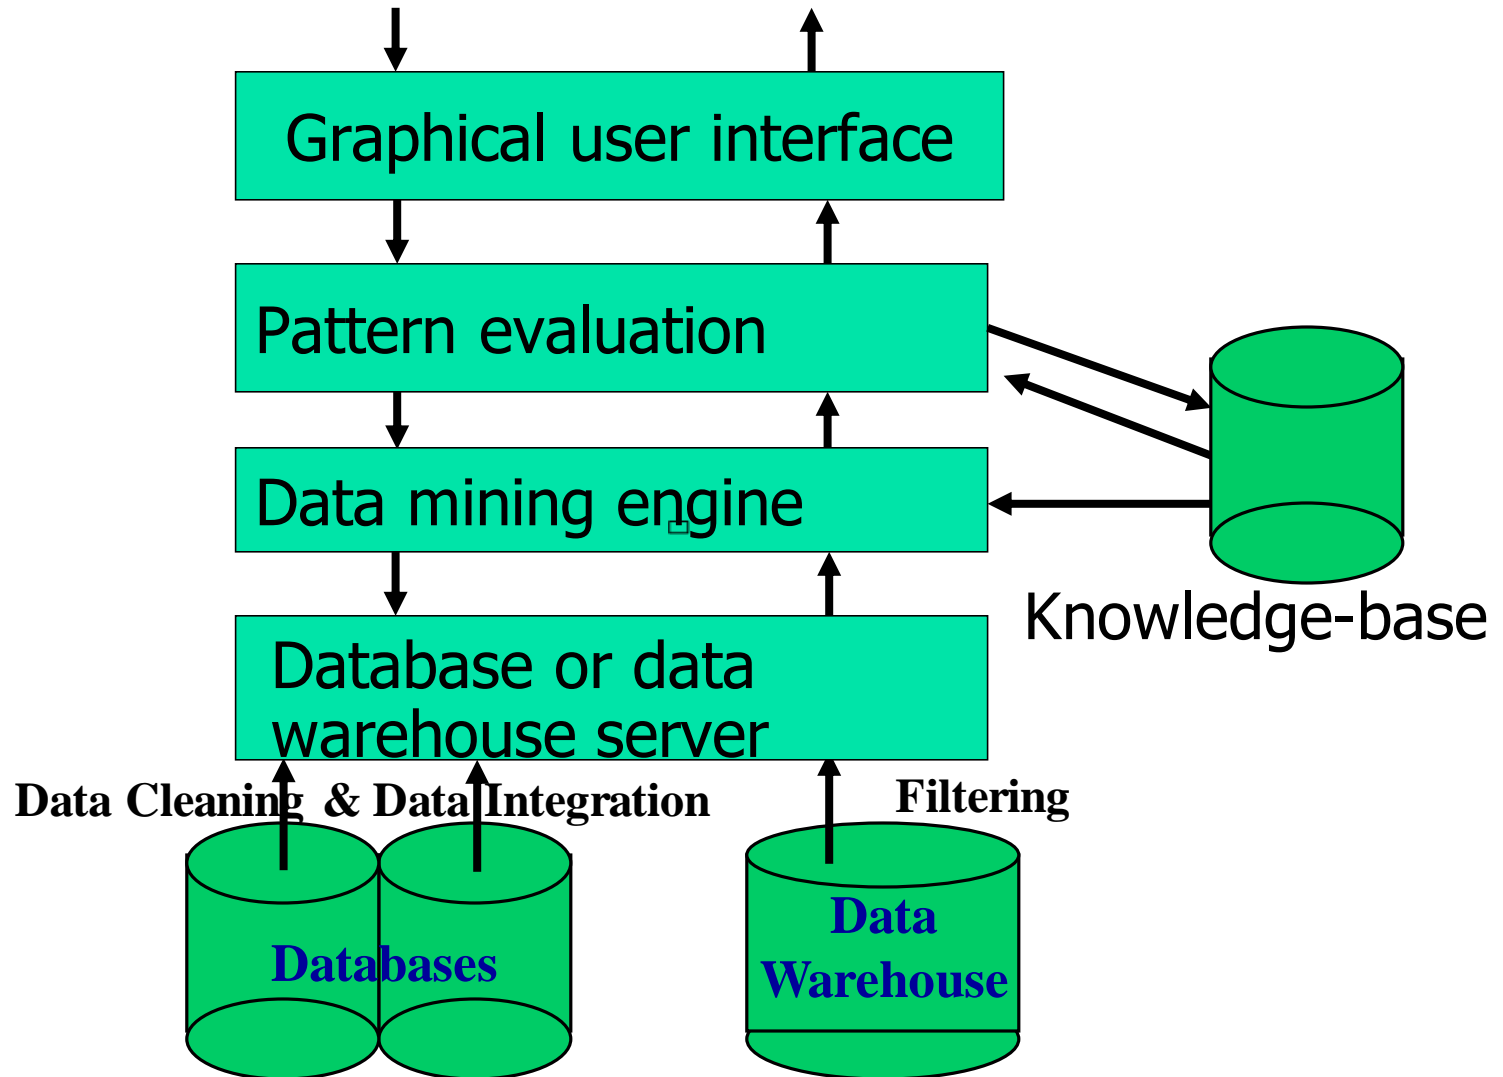 Graphical user interface
Pattern evaluation
Data mining engine
Knowledge-base
Database or data
warehouse server
Data Cleaning & Data Integration
Filtering
Databases
Data
Warehouse